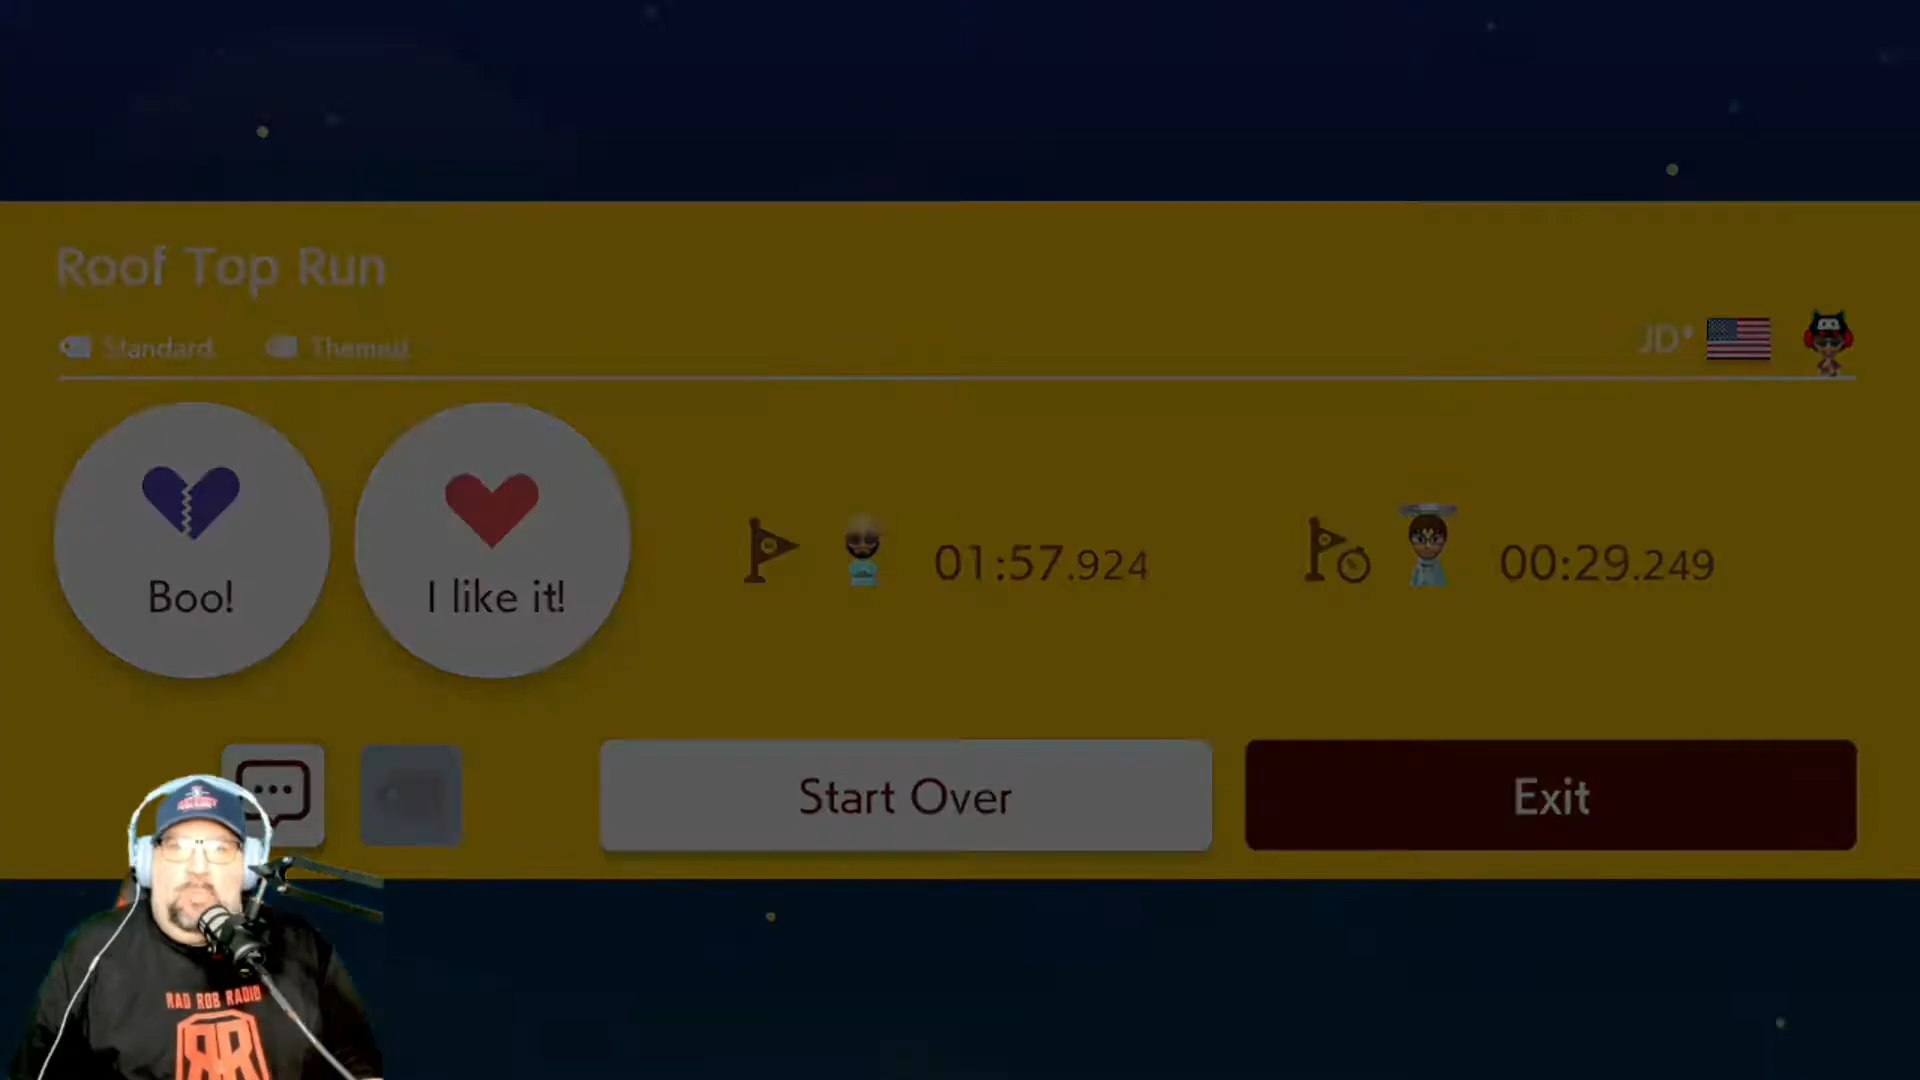 Roof Top Run
Standard Themed
JD*
Boo!
I like it!
01:57.924
00:29.249
Start Over
Exit
RAD ROB RADIO
RR